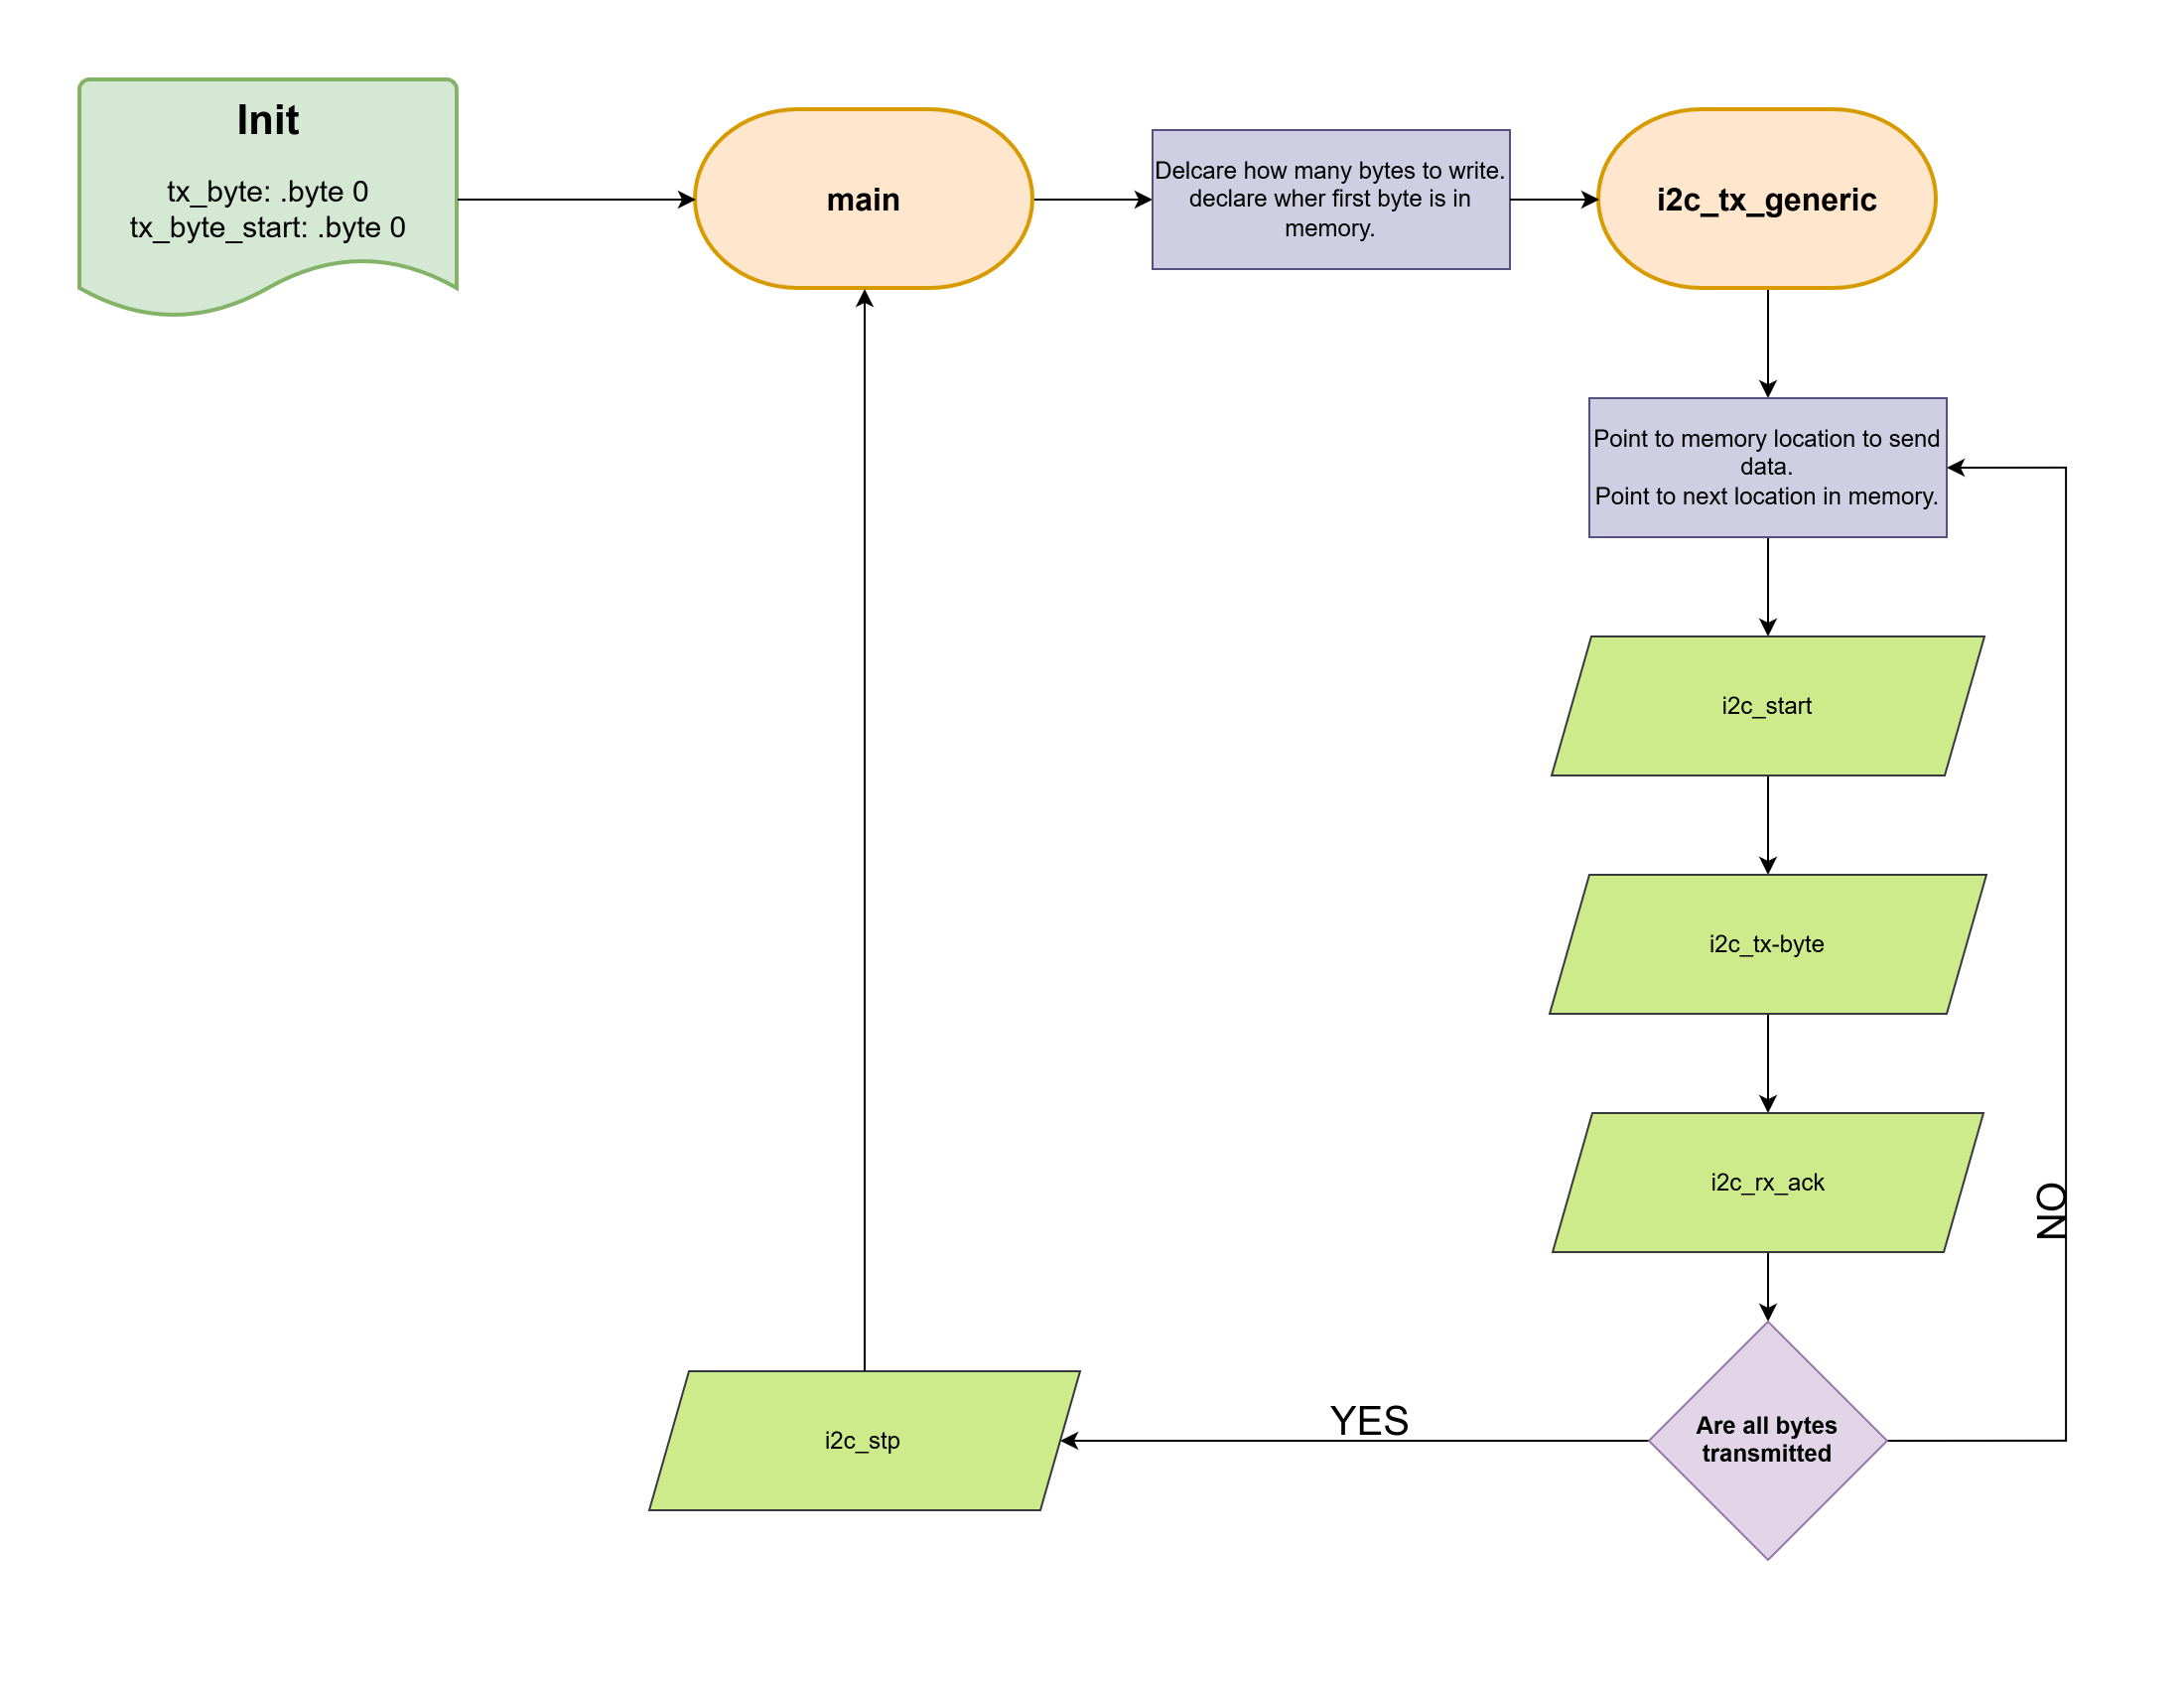 Init
tx_byte: .byte 0
tx_byte_start: .byte 0
main
Delcare how many bytes to write.
declare wher first byte is in
memory.
i2c_tx_generic
Point to memory location to send
data.
Point to next location in memory.
i2c_start
i2c_tx-byte
i2c_rx_ack
NO
Are all bytes
transmitted
YES
i2c_stp